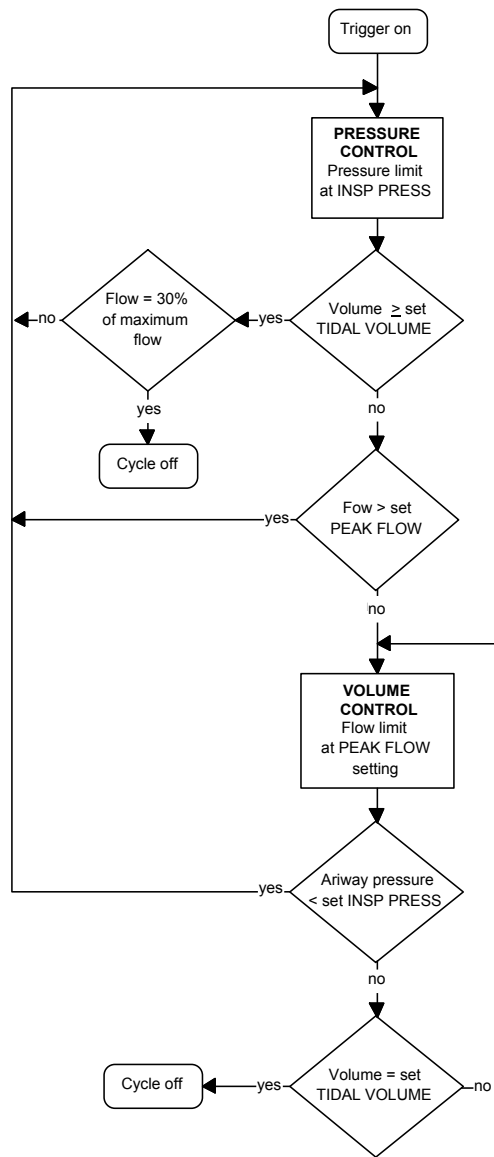 Trigger on
PRESSURE
CONTROL
Pressure limit
at INSP PRESS
Flow = 30%
of maximum
flow
no
yes
Volume ≥ set
TIDAL VOLUME
yes
no
Cycle off
Fow > set
PEAK FLOW
yes
no
VOLUME
CONTROL
Flow limit
at PEAK FLOW
setting
Ariway pressure
< set INSP PRESS
yes
no
Cycle off
yes
Volume = set
TIDAL VOLUME
no